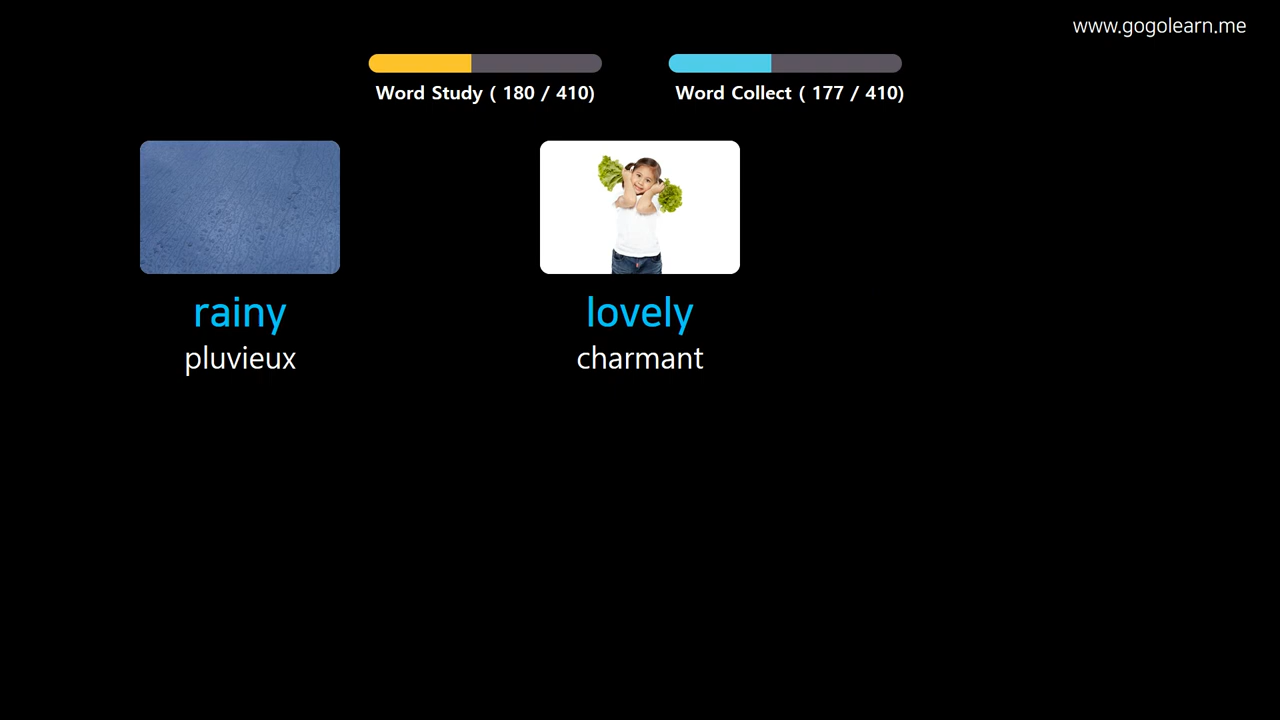 www.gogolearn.me
Word Study ( 180 / 410)
Word Collect ( 177 / 410)
rainy
pluvieux
lovely
charmant